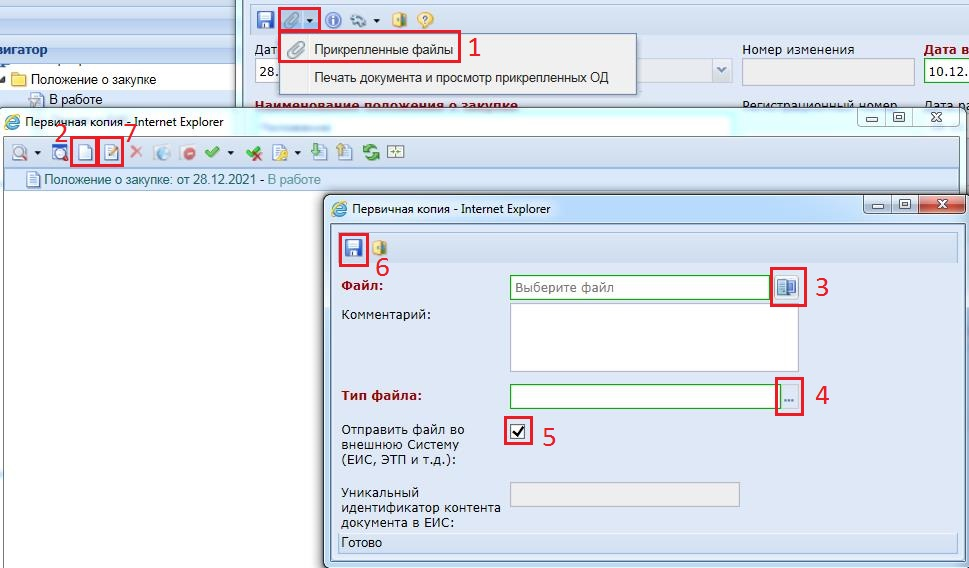 Прикрепленные файлы 1
Печать документа и просмотр прикрепленных ОД
Номер изменения
Дата в
28.
10.12.
вигатор
Положение о закупке
В работе
Наименование положения о закупке
Регистрационный номер
Дата ра
Первичная копия - Internet Explorer
2 7
Положение о закупке: от 28.12.2021 - В работе
Первичная копия - Internet Explorer
6
Файл: Выберите файл 3
Комментарий:
Тип файла: ... 4
Отправить файл во
внешнюю Систему
(ЕИС, ЭТП и т.д.): 5
Уникальный
идентификатор контента
документа в ЕИС:
Готово